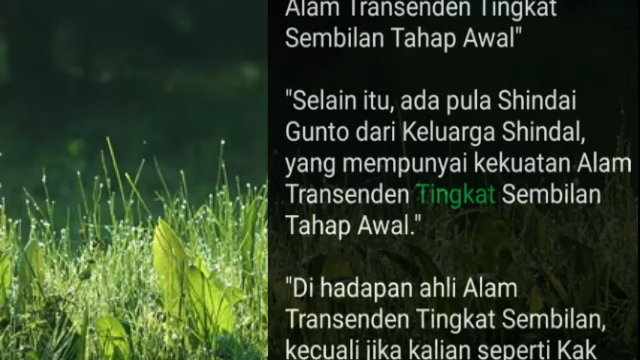 Alam Transenden Tingkat
Sembilan Tahap Awal"
"Selain itu, ada pula Shindai
Gunto dari Keluarga Shindal,
yang mempunyai kekuatan Alam
Transenden Tingkat Sembilan
Tahap Awal."
"Di hadapan ahli Alam
Transenden Tingkat Sembilan,
kecuali jika kalian seperti Kak